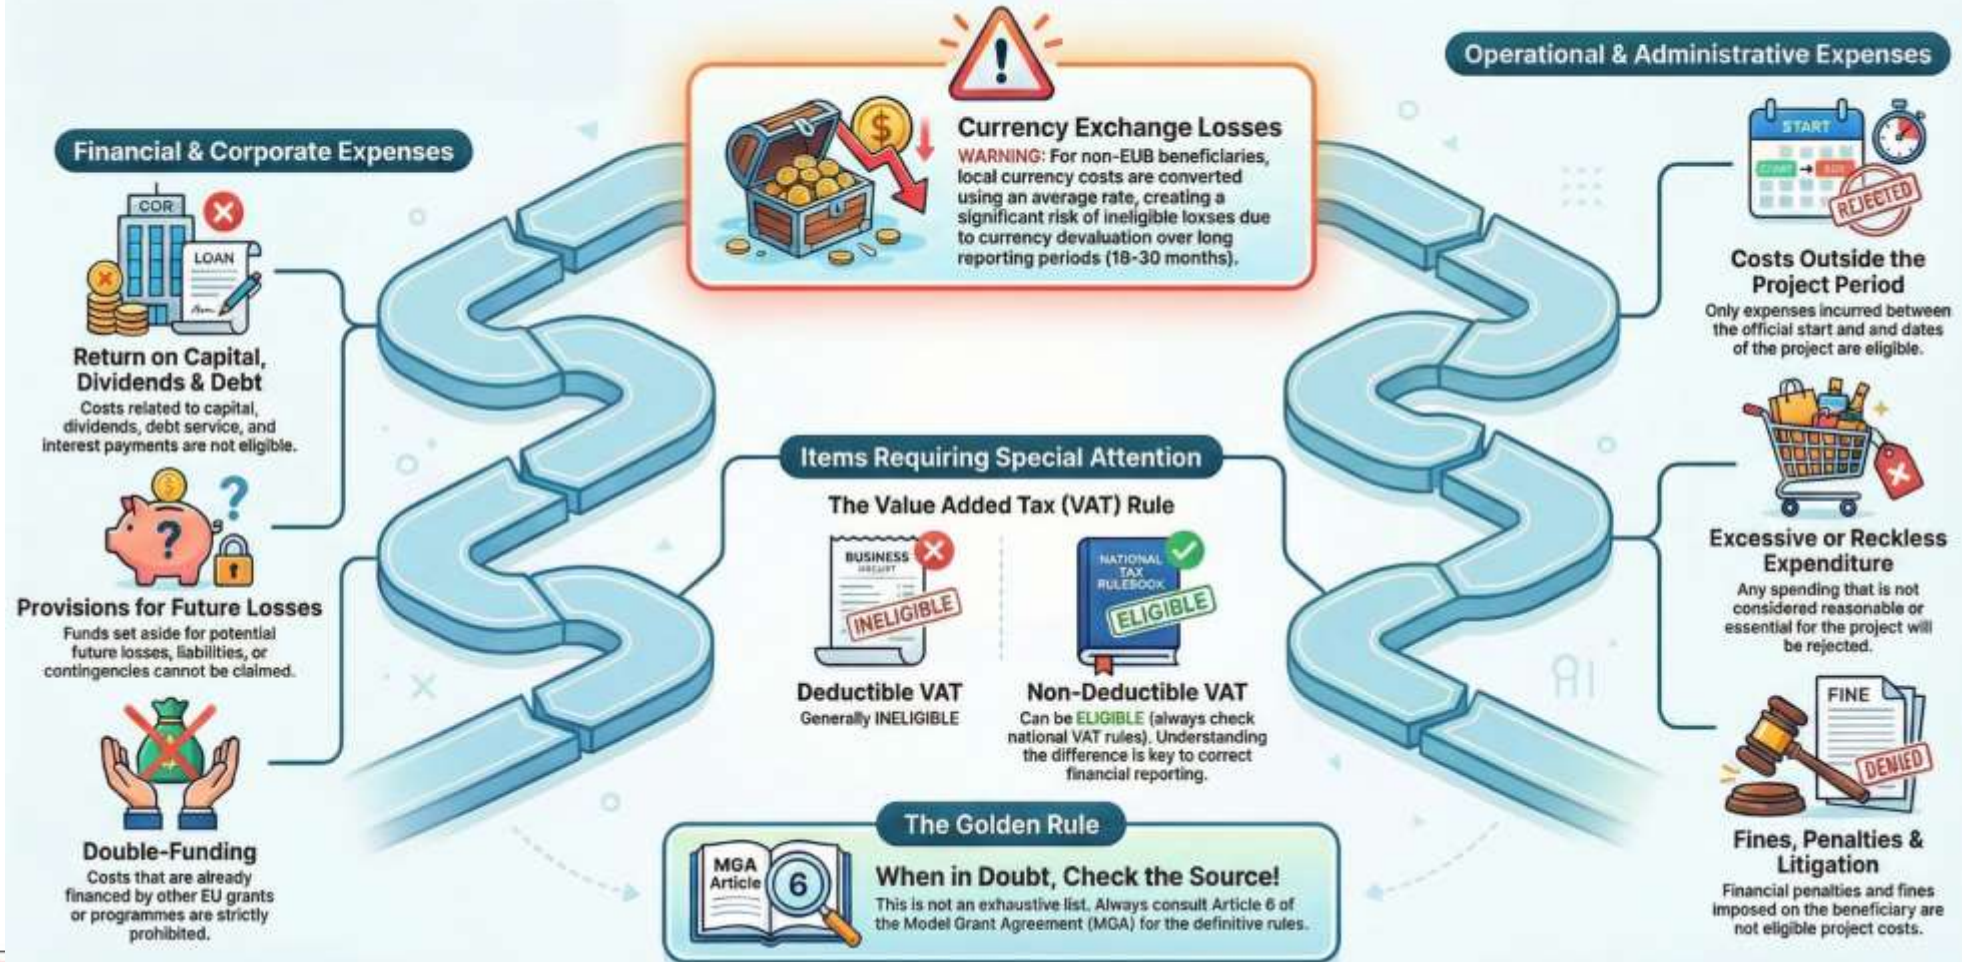 Financial & Corporate Expenses
COR
LOAN
Return on Capital,
Dividends & Debt
Costs related to capital,
dividends, debt service, and
interest payments are not eligible.
Provisions for Future Losses
Funds set aside for potential
future losses, liabilities, or
contingencies cannot be claimed.
Double-Funding
Costs that are already
financed by other EU grants
or programmes are strictly
prohibited.
Currency Exchange Losses
WARNING: For non-EUB beneficiaries,
local currency costs are converted
using an average rate, creating a
significant risk of ineligible loxses due
to currency devaluation over long
reporting periods (18-30 months).
Items Requiring Special Attention
The Value Added Tax (VAT) Rule
BUSINESS
INELIGIBLE
Deductible VAT
Generally INELIGIBLE
NATIONAL
TAX
RULEBOOK
ELIGIBLE
Non-Deductible VAT
Can be ELIGIBLE (always check
national VAT rules). Understanding
the difference is key to correct
financial reporting.
The Golden Rule
MGA
Article
6
When in Doubt, Check the Source!
This is not an exhaustive list. Always consult Article 6 of
the Model Grant Agreement (MGA) for the definitive rules.
Operational & Administrative Expenses
START
REJECTED
Costs Outside the
Project Period
Only expenses incurred between
the official start and and dates
of the project are eligible.
Excessive or Reckless
Expenditure
Any spending that is not
considered reasonable or
essential for the project will
be rejected.
FINE
DENIED
Fines, Penalties &
Litigation
Financial penalties and fines
imposed on the beneficiary are
not eligible project costs.